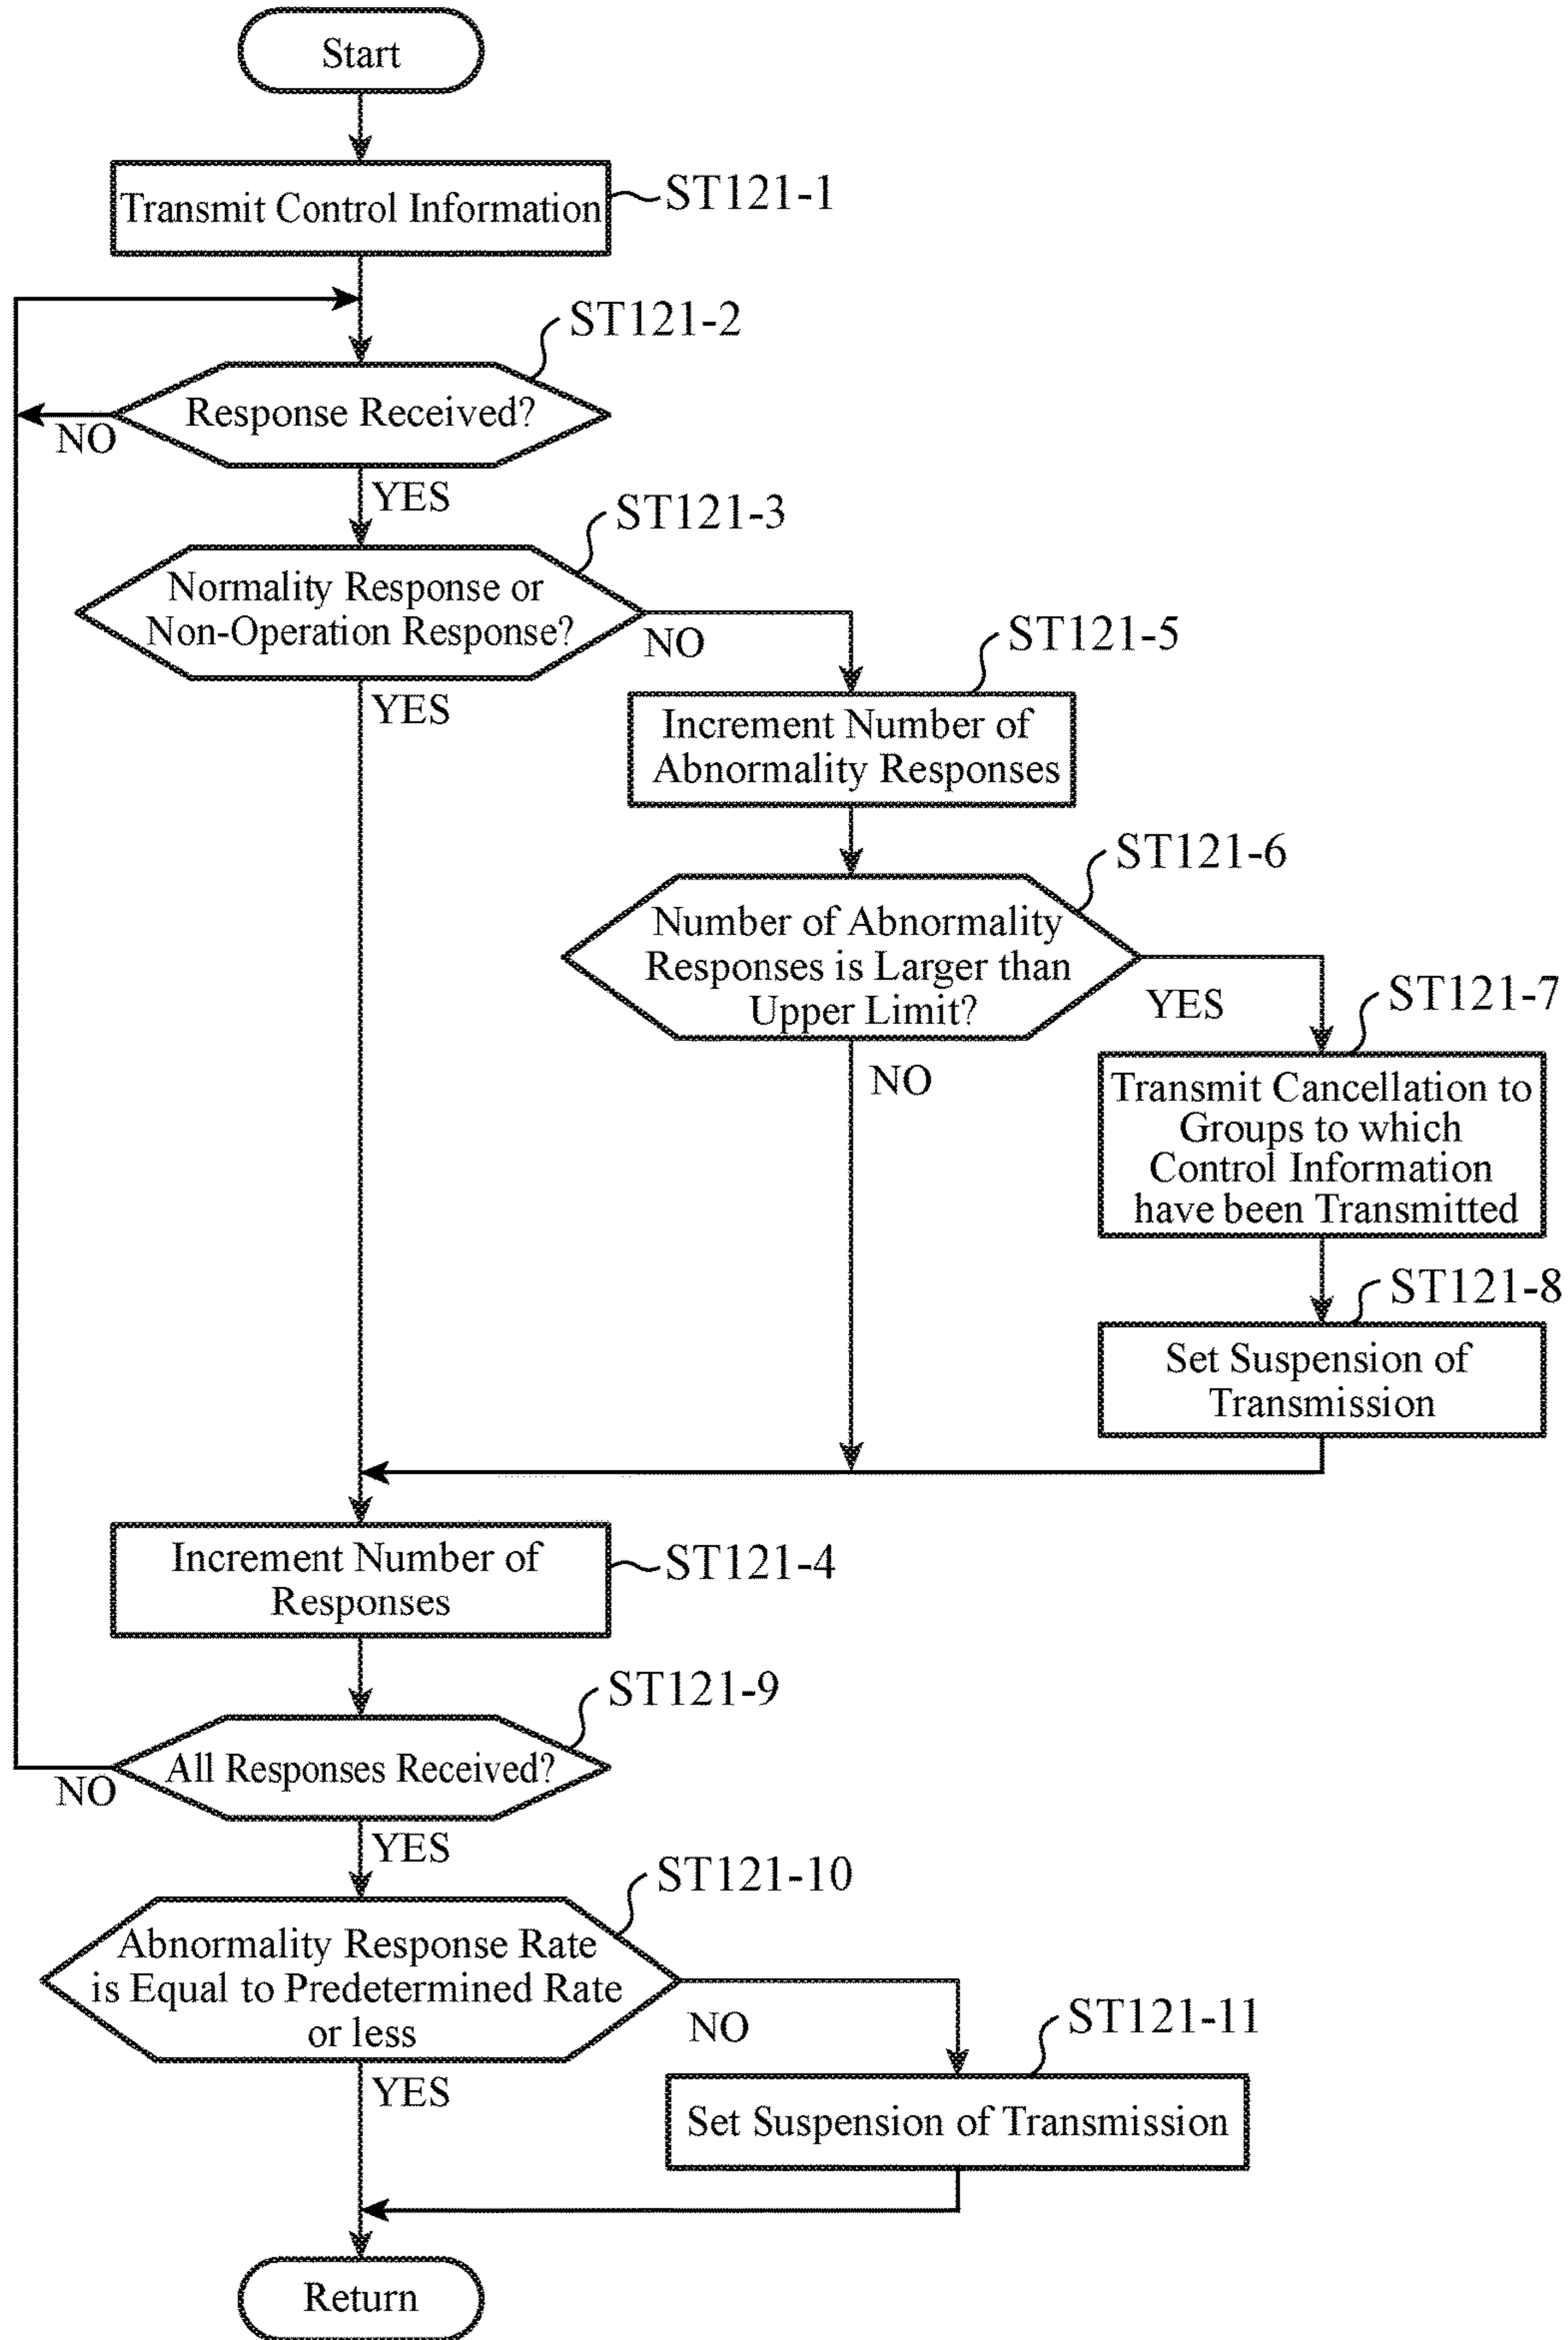 Start
Transmit Control Information
ST121-1
ST121-2
Response Received?
NO
YES
ST121-3
Normality Response or
Non-Operation Response?
NO
YES
ST121-5
Increment Number of
Abnormality Responses
ST121-6
Number of Abnormality
Responses is Larger than
Upper Limit?
YES
NO
ST121-7
Transmit Cancellation to
Groups to which
Control Information
have been Transmitted
ST121-8
Set Suspension of
Transmission
Increment Number of
Responses
ST121-4
ST121-9
All Responses Received?
NO
YES
ST121-10
Abnormality Response Rate
is Equal to Predetermined Rate
or less
NO
YES
ST121-11
Set Suspension of Transmission
Return